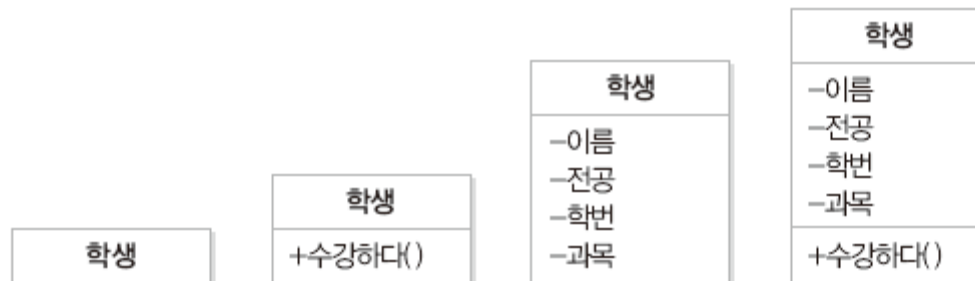 학생
학생
+수강하다()
학생
-이름
-전공
-학번
-과목
학생
-이름
-전공
-학번
-과목
+수강하다()